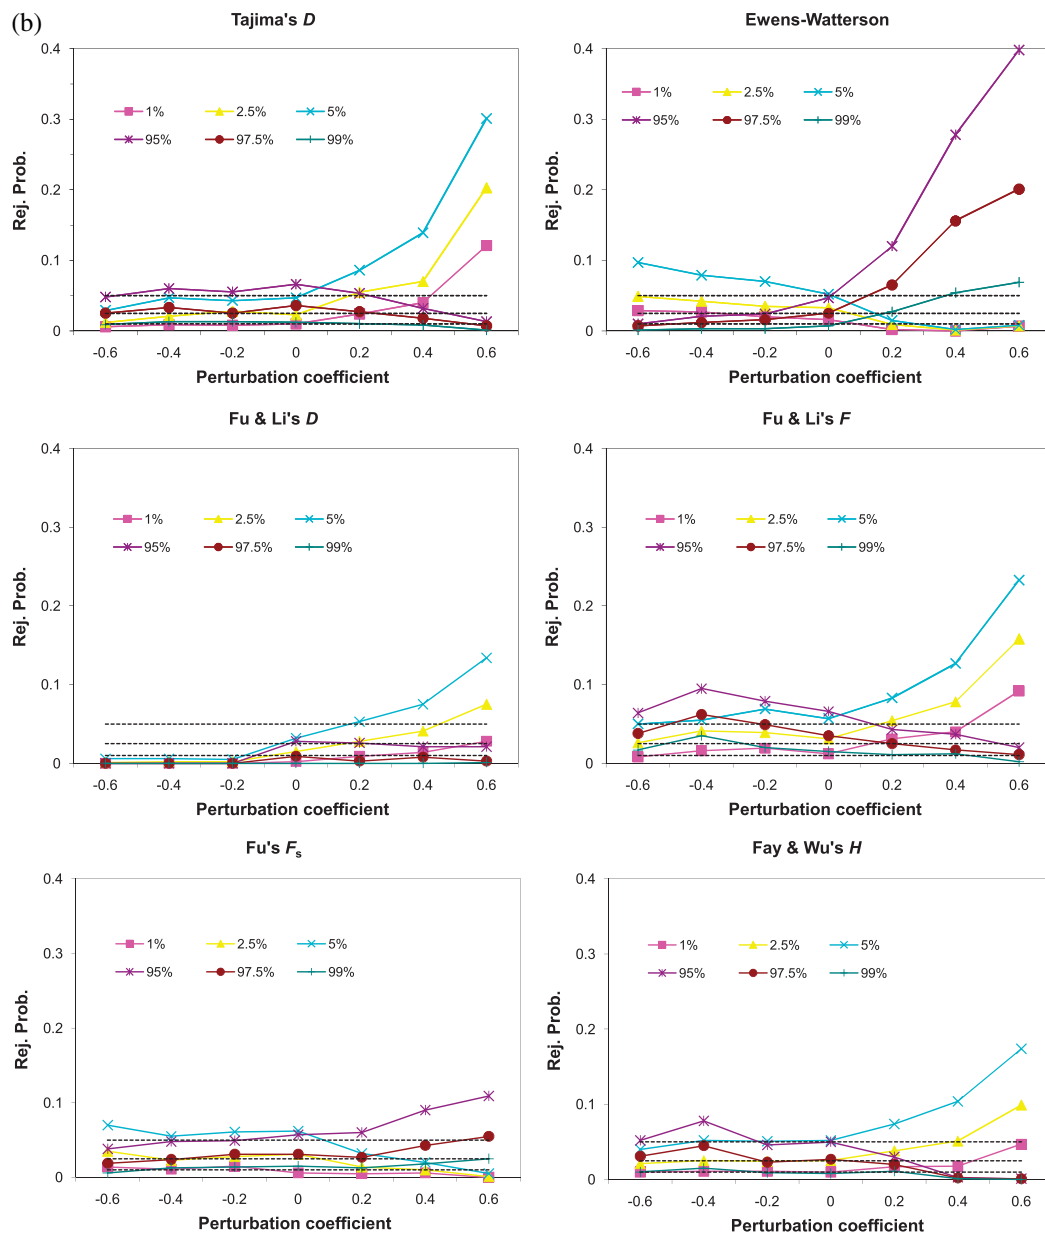 (b)
Tajima's D
0.4
0.3
0.2
0.1
0
Rej. Prob.
1% 2.5% 5%
95% 97.5% 99%
-0.6 -0.4 -0.2 0 0.2 0.4 0.6
Perturbation coefficient
Ewens-Watterson
0.4
0.3
0.2
0.1
0
Rej. Prob.
1% 2.5% 5%
95% 97.5% 99%
-0.6 -0.4 -0.2 0 0.2 0.4 0.6
Perturbation coefficient
Fu & Li's D
0.4
0.3
0.2
0.1
0
Rej. Prob.
1% 2.5% 5%
95% 97.5% 99%
-0.6 -0.4 -0.2 0 0.2 0.4 0.6
Perturbation coefficient
Fu & Li's F
0.4
0.3
0.2
0.1
0
Rej. Prob.
1% 2.5% 5%
95% 97.5% 99%
-0.6 -0.4 -0.2 0 0.2 0.4 0.6
Perturbation coefficient
Fu's Fs
0.4
0.3
0.2
0.1
0
Rej. Prob.
1% 2.5% 5%
95% 97.5% 99%
-0.6 -0.4 -0.2 0 0.2 0.4 0.6
Perturbation coefficient
Fay & Wu's H
0.4
0.3
0.2
0.1
0
Rej. Prob.
1% 2.5% 5%
95% 97.5% 99%
-0.6 -0.4 -0.2 0 0.2 0.4 0.6
Perturbation coefficient